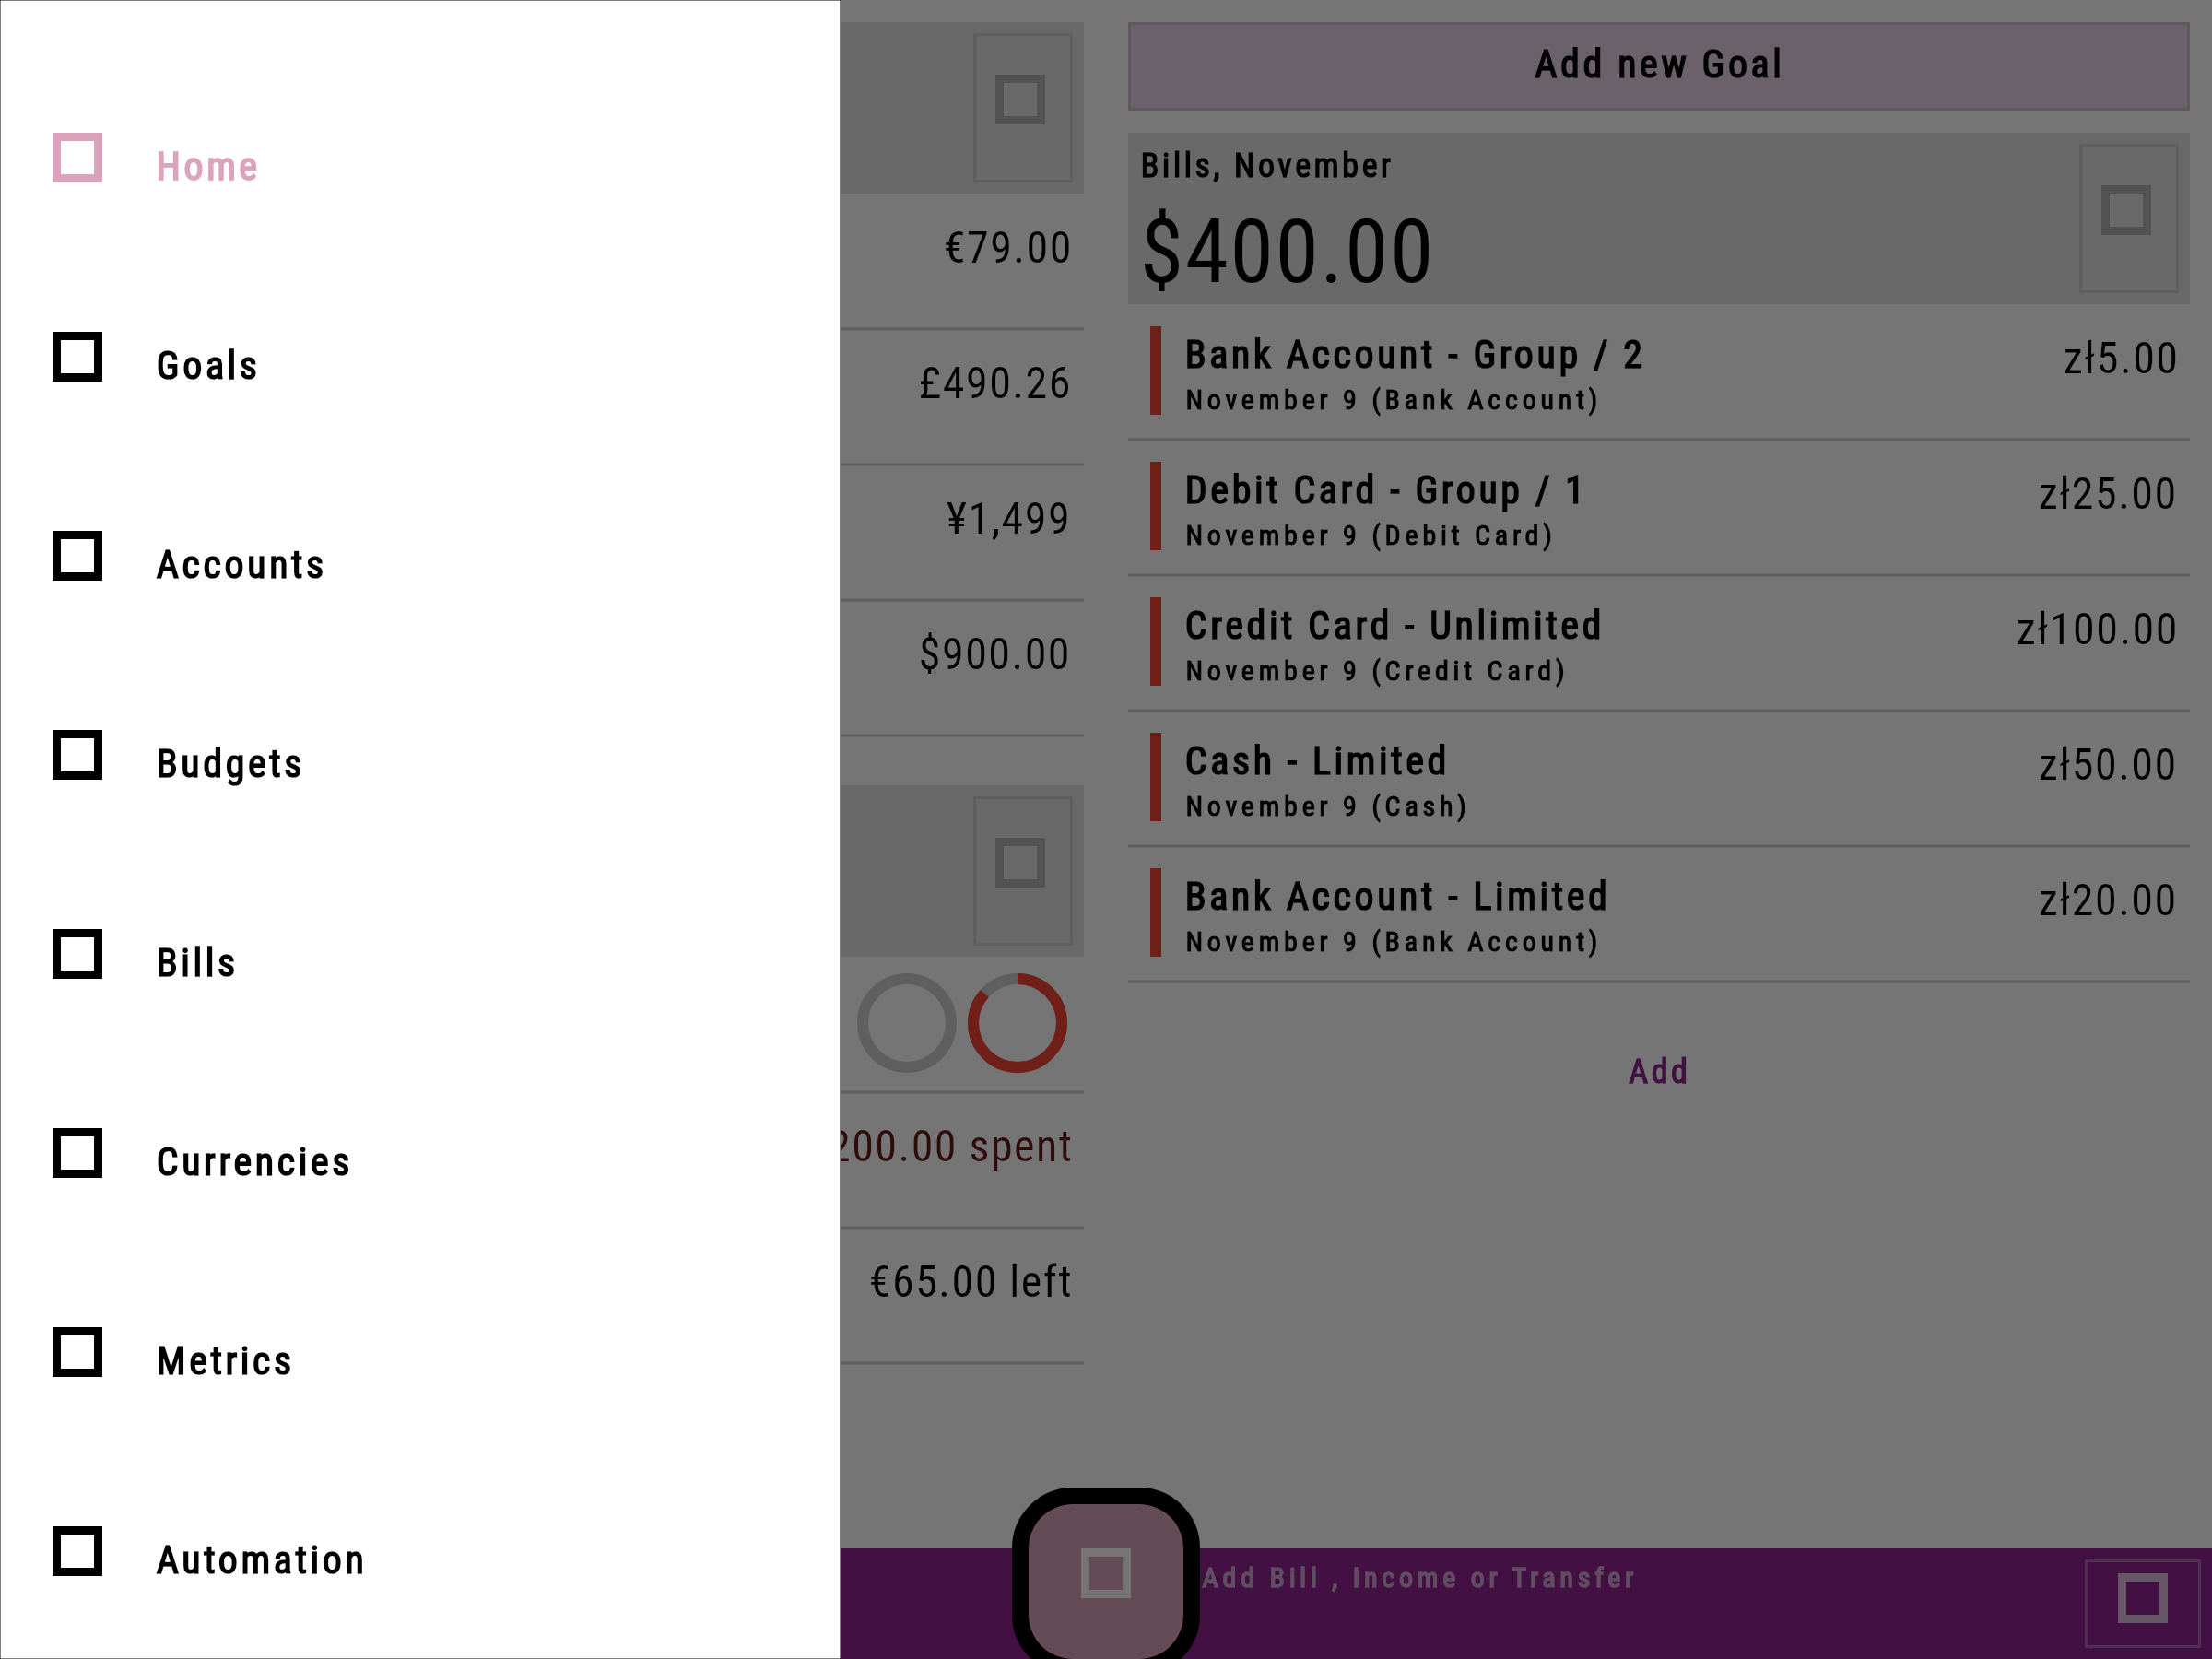 Home
Goals
Accounts
Budgets
Bills
Currencies
Metrics
Automation
€79.00
£490.26
¥1,499
$900.00
200.00 spent
€65.00 left
Add new Goal
Bills, November
$400.00
Bank Account - Group / 2
zł5.00
November 9 (Bank Account)
Debit Card - Group / 1
zł25.00
November 9 (Debit Card)
Credit Card - Unlimited
zł100.00
November 9 (Credit Card)
Cash - Limited
zł50.00
November 9 (Cash)
Bank Account - Limited
zł20.00
November 9 (Bank Account)
Add
Add Bill , Income or Transfer